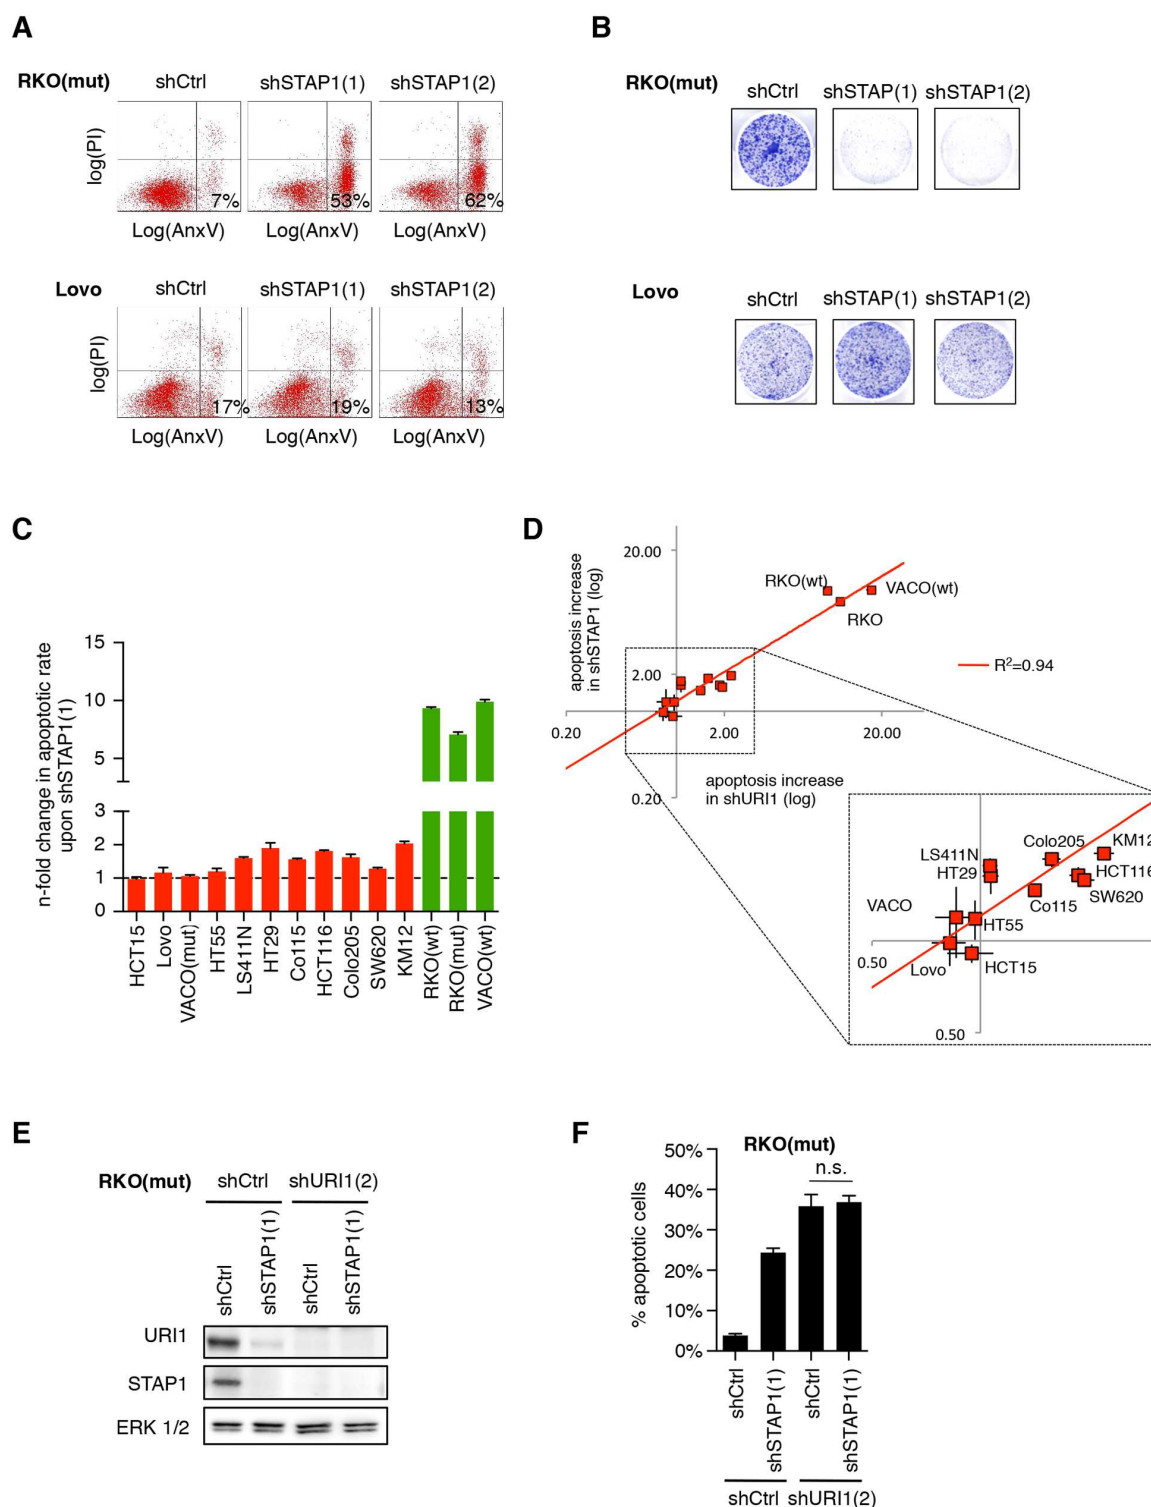 A
RKO(mut) shCtrl shSTAP1(1) shSTAP1(2)
log(PI)
7% 53% 62%
Log(AnxV) Log(AnxV) Log(AnxV)
Lovo shCtrl shSTAP1(1) shSTAP1(2)
log(PI)
17% 19% 13%
Log(AnxV) Log(AnxV) Log(AnxV)
B
RKO(mut) shCtrl shSTAP(1) shSTAP1(2)
Lovo shCtrl shSTAP(1) shSTAP1(2)
C
n-fold change in apoptotic rate
upon shSTAP1(1)
15
10
5
3
2
1
0
HCT15
Lovo
VACO(mut)
HT55
LS411N
HT29
Co115
HCT116
Colo205
SW620
KM12
RKO(wt)
RKO(mut)
VACO(wt)
D
apoptosis increase
in shSTAP1 (log)
20.00
RKO(wt) VACO(wt)
RKO
2.00
R²=0.94
0.20 2.00 20.00
apoptosis increase
in shURI1 (log)
0.20
Colo205 KM12
LS411N
HT29 HCT116
SW620
Co115
VACO
HT55
0.50
Lovo HCT15
0.50
E
RKO(mut) shCtrl shURI1(2)
shCtrl
shSTAP1(1)
shCtrl
shSTAP1(1)
URI1
STAP1
ERK 1/2
F
RKO(mut)
n.s.
% apoptotic cells
50%
40%
30%
20%
10%
0%
shCtrl
shSTAP1(1)
shCtrl
shSTAP1(1)
shCtrl shURI1(2)